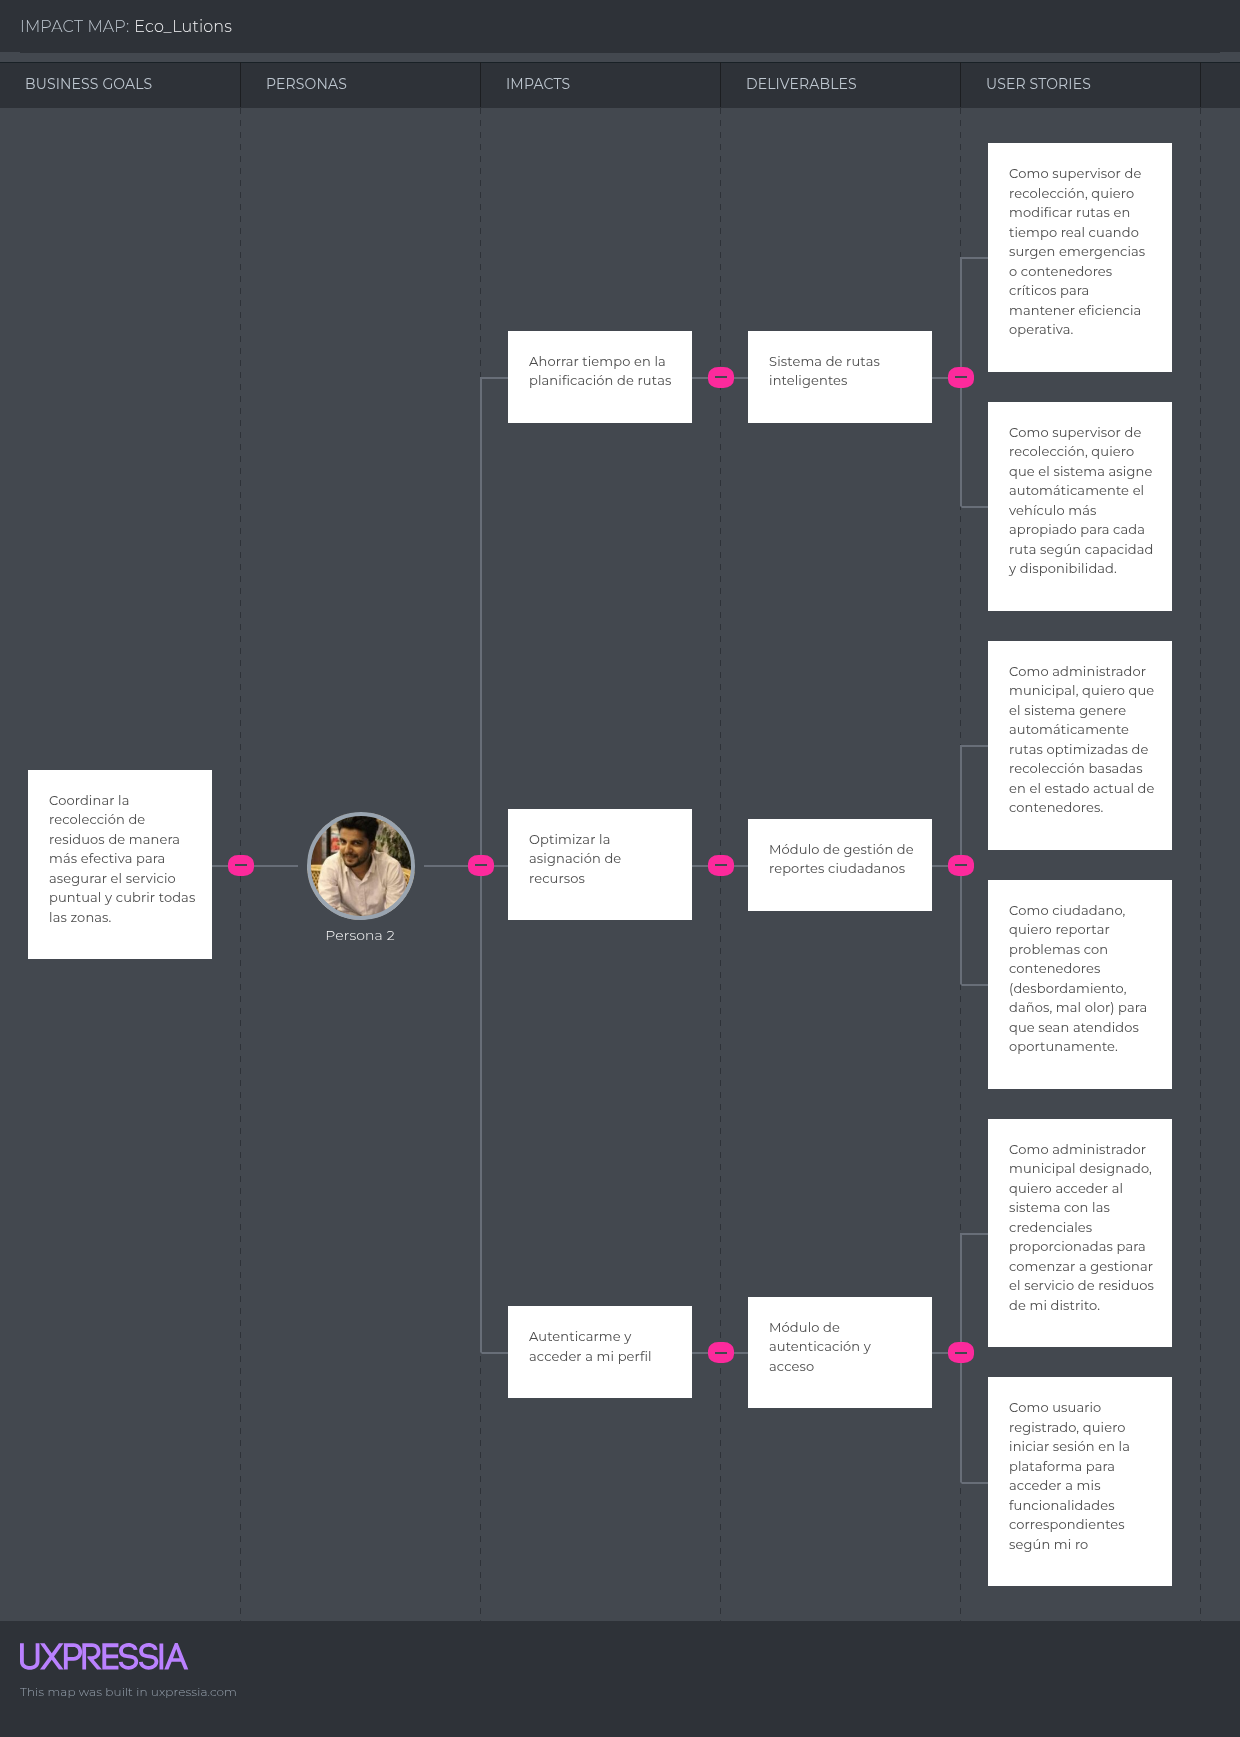 IMPACT MAP: Eco_Lutions
BUSINESS GOALS
PERSONAS
IMPACTS
DELIVERABLES
USER STORIES
Coordinar la
recolección de
residuos de manera
más efectiva para
asegurar el servicio
puntual y cubrir todas
las zonas.
Persona 2
Ahorrar tiempo en la
planificación de rutas
Sistema de rutas
inteligentes
Como supervisor de
recolección, quiero
modificar rutas en
tiempo real cuando
surgen emergencias
o contenedores
críticos para
mantener eficiencia
operativa.
Como supervisor de
recolección, quiero
que el sistema asigne
automáticamente el
vehículo más
apropiado para cada
ruta según capacidad
y disponibilidad.
Optimizar la
asignación de
recursos
Módulo de gestión de
reportes ciudadanos
Como administrador
municipal, quiero que
el sistema genere
automáticamente
rutas optimizadas de
recolección basadas
en el estado actual de
contenedores.
Como ciudadano,
quiero reportar
problemas con
contenedores
(desbordamiento,
daños, mal olor) para
que sean atendidos
oportunamente.
Autenticarme y
acceder a mi perfil
Módulo de
autenticación y
acceso
Como administrador
municipal designado,
quiero acceder al
sistema con las
credenciales
proporcionadas para
comenzar a gestionar
el servicio de residuos
de mi distrito.
Como usuario
registrado, quiero
iniciar sesión en la
plataforma para
acceder a mis
funcionalidades
correspondientes
según mi ro
UXPRESSIA
This map was built in uxpressia.com